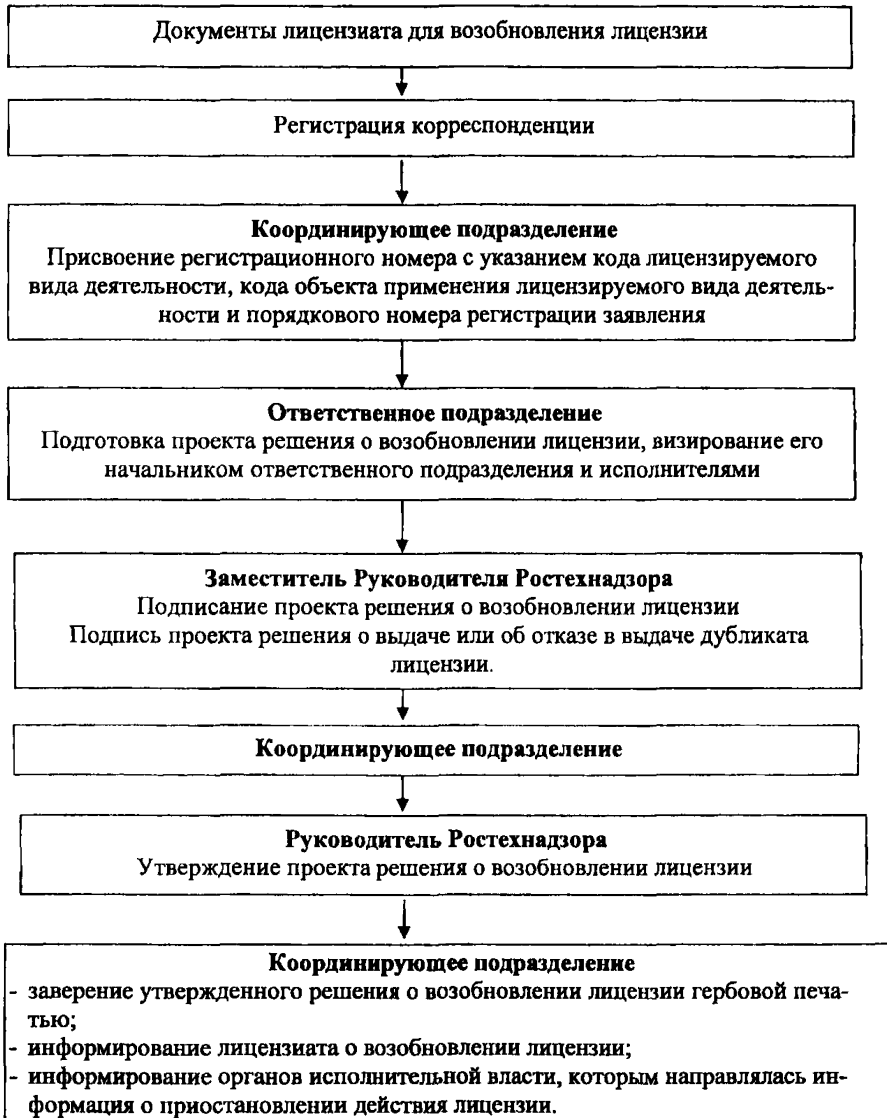 Документы лицензиата для возобновления лицензии
Регистрация корреспонденции
Координирующее подразделение
Присвоение регистрационного номера с указанием кода лицензируемого
вида деятельности, кода объекта применения лицензируемого вида деятель-
ности и порядкового номера регистрации заявления
Ответственное подразделение
Подготовка проекта решения о возобновлении лицензии, визирование его
начальником ответственного подразделения и исполнителями
Заместитель Руководителя Ростехнадзора
Подписание проекта решения о возобновлении лицензии
Подпись проекта решения о выдаче или об отказе в выдаче дубликата
лицензии.
Координирующее подразделение
Руководитель Ростехнадзора
Утверждение проекта решения о возобновлении лицензии
Координирующее подразделение
- заверение утвержденного решения о возобновлении лицензии гербовой печа-
тью;
- информирование лицензиата о возобновлении лицензии;
- информирование органов исполнительной власти, которым направлялась ин-
формация о приостановлении действия лицензии.